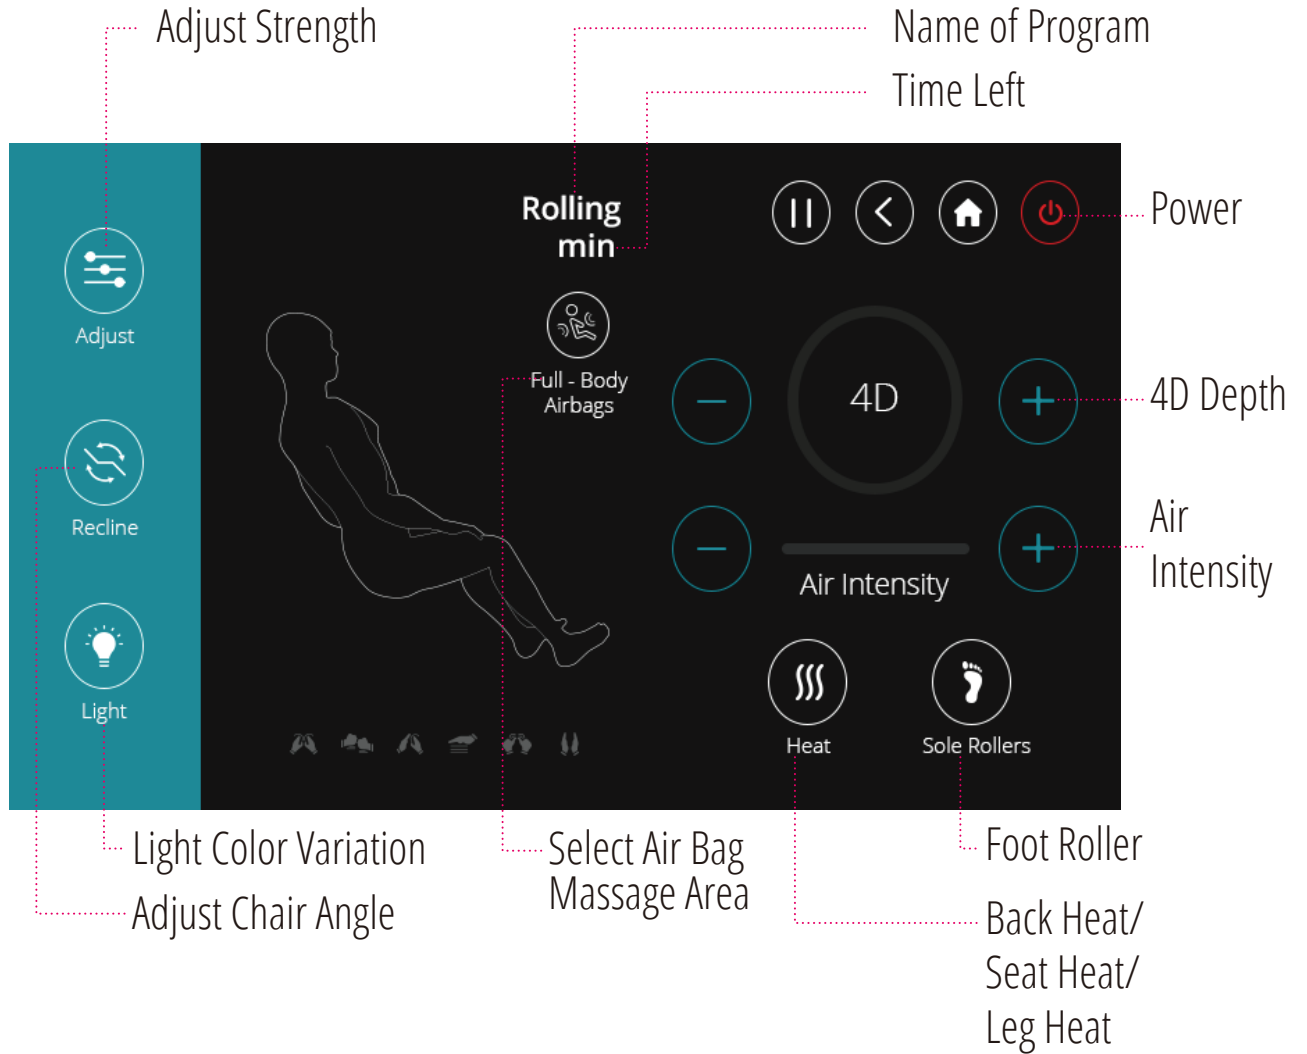 Adjust Strength
Name of Program
Time Left
Rolling
min
Power
Adjust
Full - Body
Airbags
4D
4D Depth
Recline
Air
Intensity
Air Intensity
Light
Heat
Sole Rollers
Light Color Variation
Adjust Chair Angle
Select Air Bag
Massage Area
Foot Roller
Back Heat/
Seat Heat/
Leg Heat